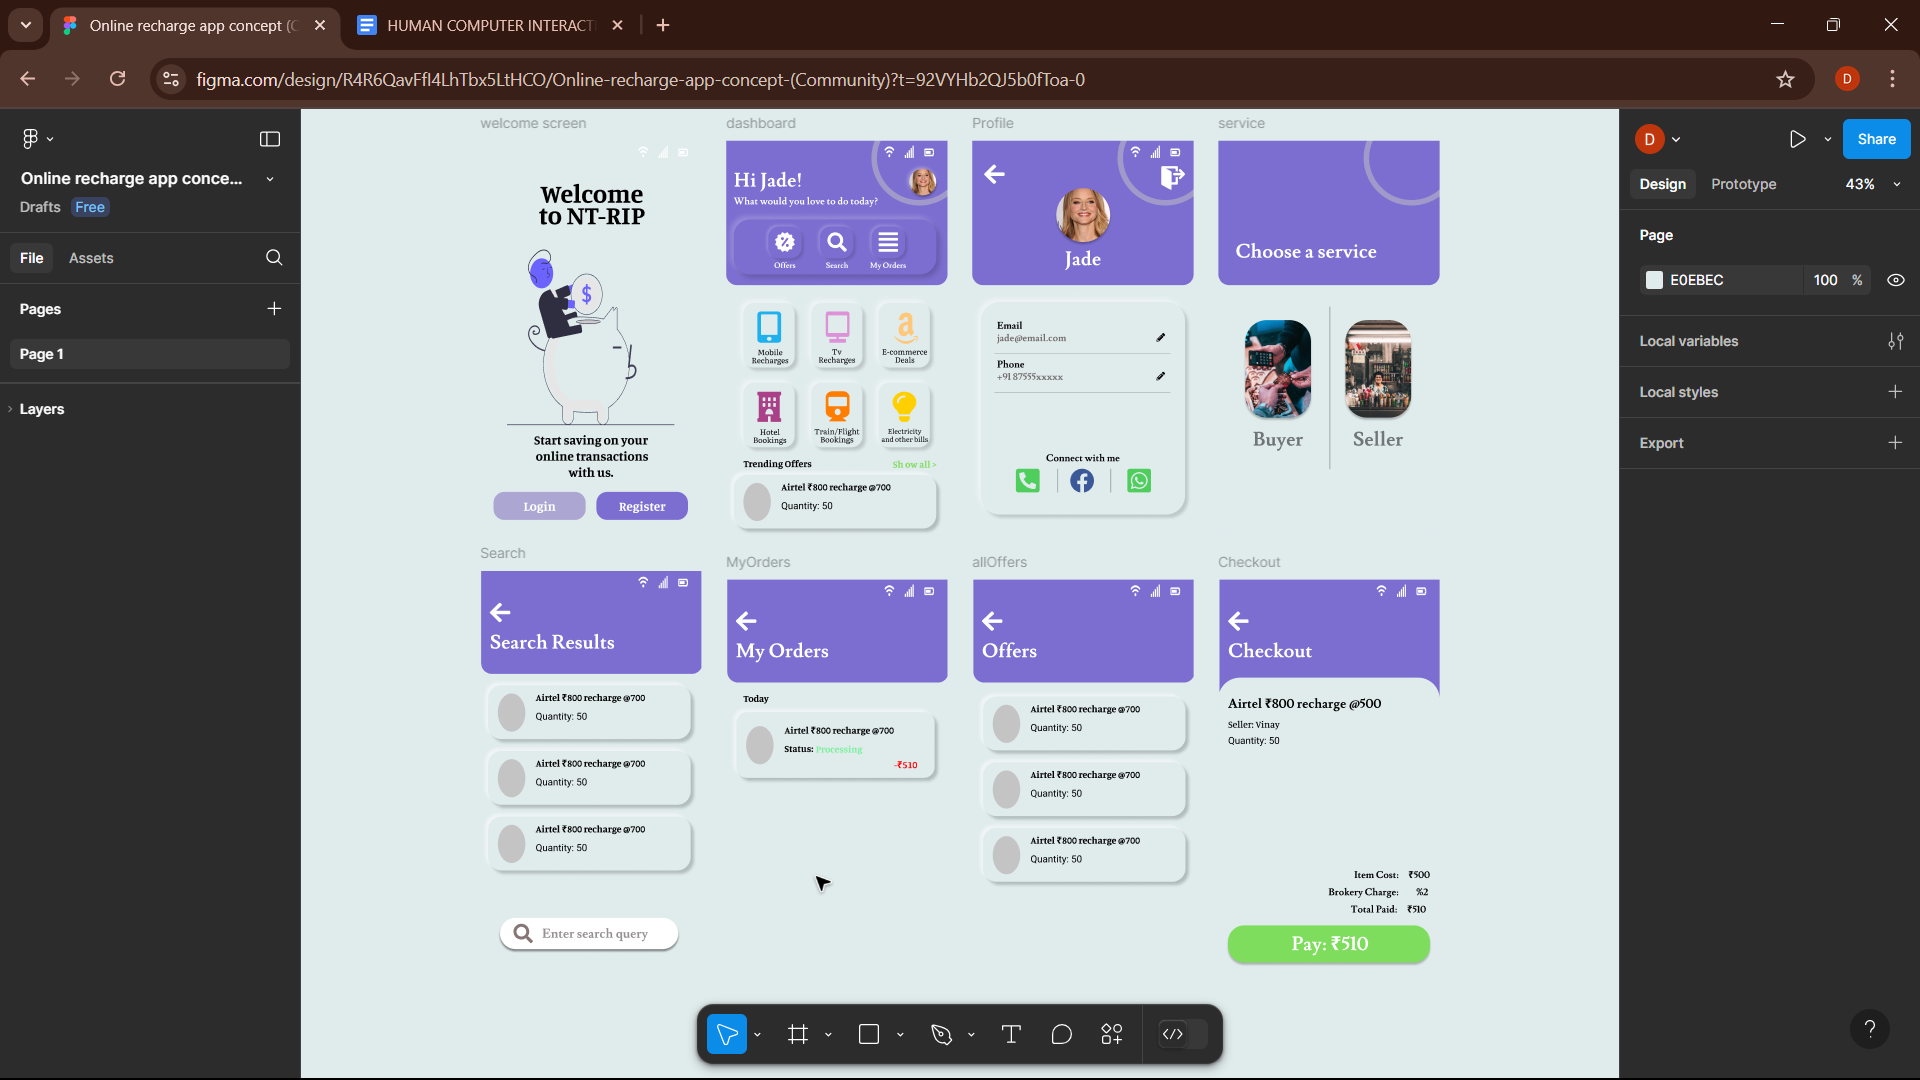 Online recharge app concept (C
HUMAN COMPUTER INTERACT
figma.com/design/R4R6QavFfI4LhTbx5LtHCO/Online-recharge-app-concept-(Community)?t=92VYHb2QJ5b0fToa-0
D
Online recharge app conce...
Drafts Free
File Assets
Pages
Page 1
Layers
welcome screen
Welcome
to NT-RIP
$
Start saving on your
online transactions
with us.
Login Register
dashboard
Hi Jade!
What would you love to do today?
Offers Search My Orders
Mobile
Recharges
Tv
Recharges
E-commerce
Deals
Hotel
Bookings
Train/Flight
Bookings
Electricity
and other bills
Trending Offers Show all >
Airtel ₹800 recharge @700
Quantity: 50
Profile
Jade
Email
jade@email.com
Phone
+91 87555xxxxx
Connect with me
service
Choose a service
Buyer Seller
Search
Search Results
Airtel ₹800 recharge @700
Quantity: 50
Airtel ₹800 recharge @700
Quantity: 50
Airtel ₹800 recharge @700
Quantity: 50
Enter search query
MyOrders
My Orders
Today
Airtel ₹800 recharge @700
Status: Processing
-₹510
allOffers
Offers
Airtel ₹800 recharge @700
Quantity: 50
Airtel ₹800 recharge @700
Quantity: 50
Airtel ₹800 recharge @700
Quantity: 50
Checkout
Checkout
Airtel ₹800 recharge @500
Seller: Vinay
Quantity: 50
Item Cost: ₹500
Brokery Charge: %2
Total Paid: ₹510
Pay: ₹510
D
Share
Design Prototype 43%
Page
E0EBEC 100 %
Local variables
Local styles
Export
?